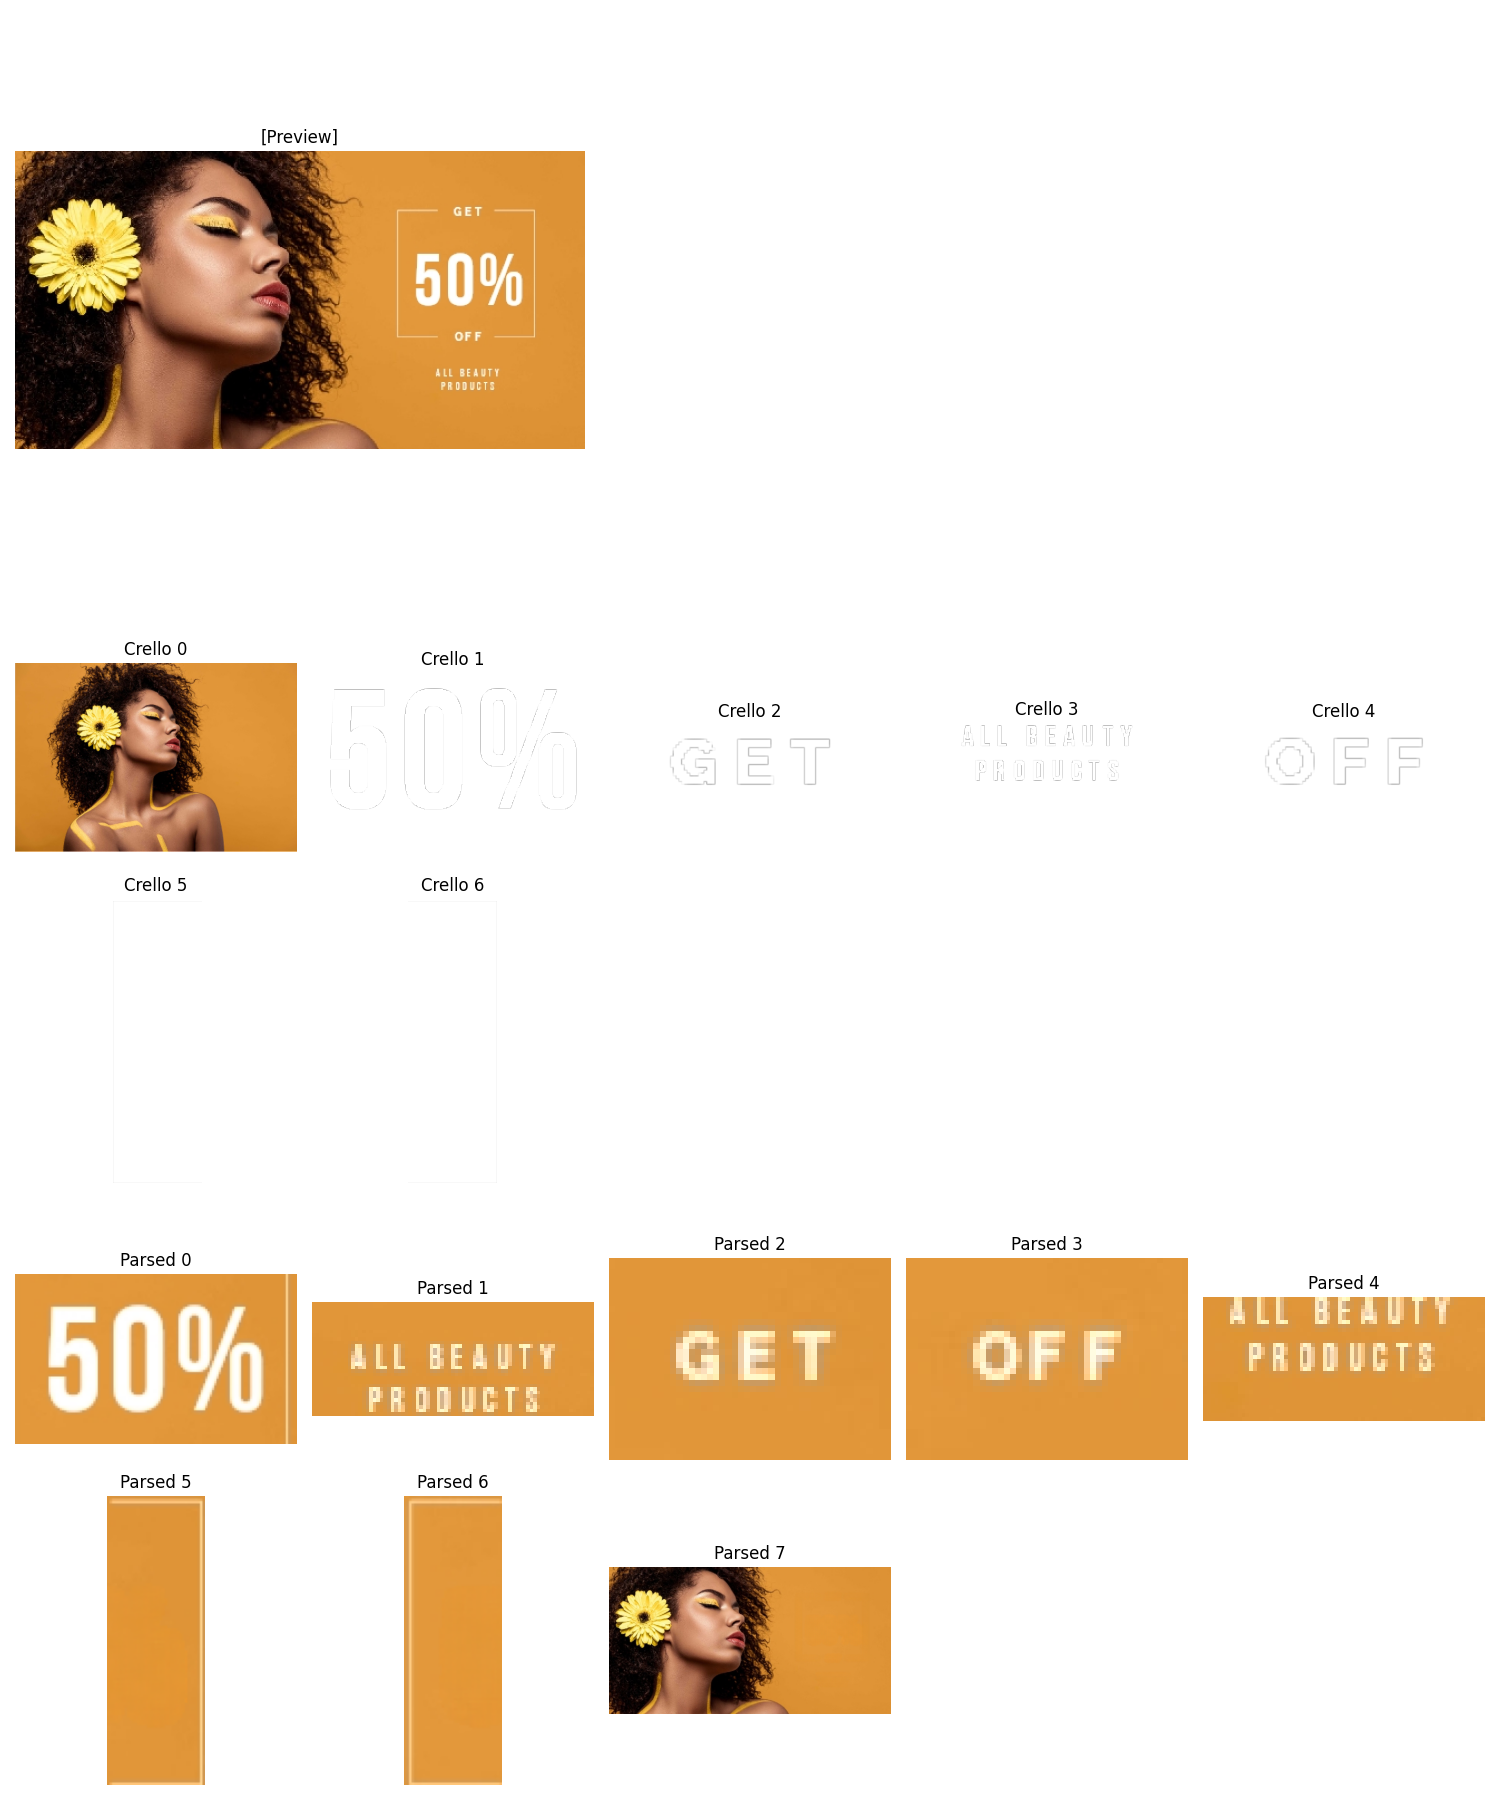 [Preview]
GET
50%
OFF
ALL BEAUTY
PRODUCTS
Crello 0
Crello 1
Crello 2
Crello 3
Crello 4
50%
GET
ALL BEAUTY
PRODUCTS
OFF
Crello 5
Crello 6
Parsed 0
Parsed 1
Parsed 2
Parsed 3
Parsed 4
50%
ALL BEAUTY
PRODUCTS
GET
OFF
ALL BEAUTY
PRODUCTS
Parsed 5
Parsed 6
Parsed 7